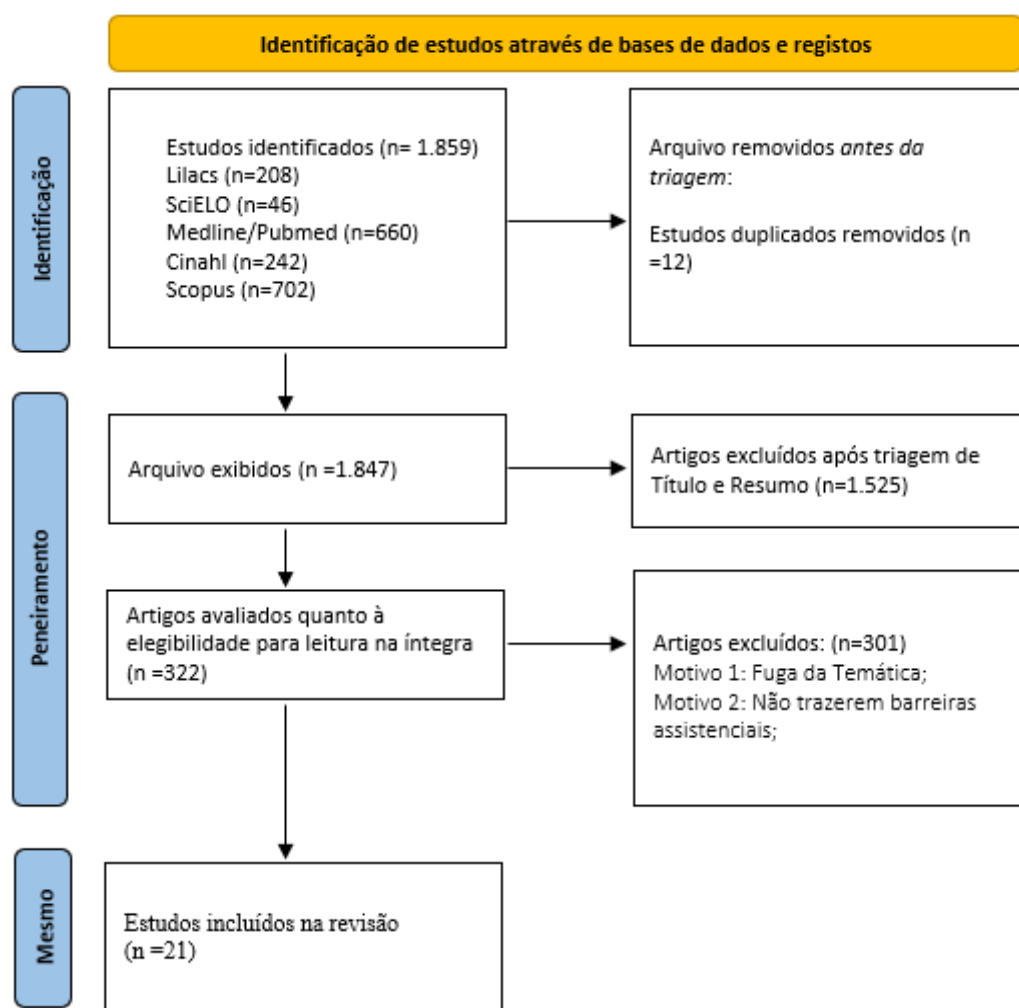 Identificação de estudos através de bases de dados e registos
Identificação
Estudos identificados (n= 1.859)
Lilacs (n=208)
SciELO (n=46)
Medline/Pubmed (n=660)
Cinahl (n=242)
Scopus (n=702)
Arquivo removidos antes da
triagem:
Estudos duplicados removidos (n
=12)
Peneiramento
Arquivo exibidos (n =1.847)
Artigos excluídos após triagem de
Título e Resumo (n=1.525)
Artigos avaliados quanto à
elegibilidade para leitura na íntegra
(n =322)
Artigos excluídos: (n=301)
Motivo 1: Fuga da Temática;
Motivo 2: Não trazerem barreiras
assistenciais;
Mesmo
Estudos incluídos na revisão
(n =21)